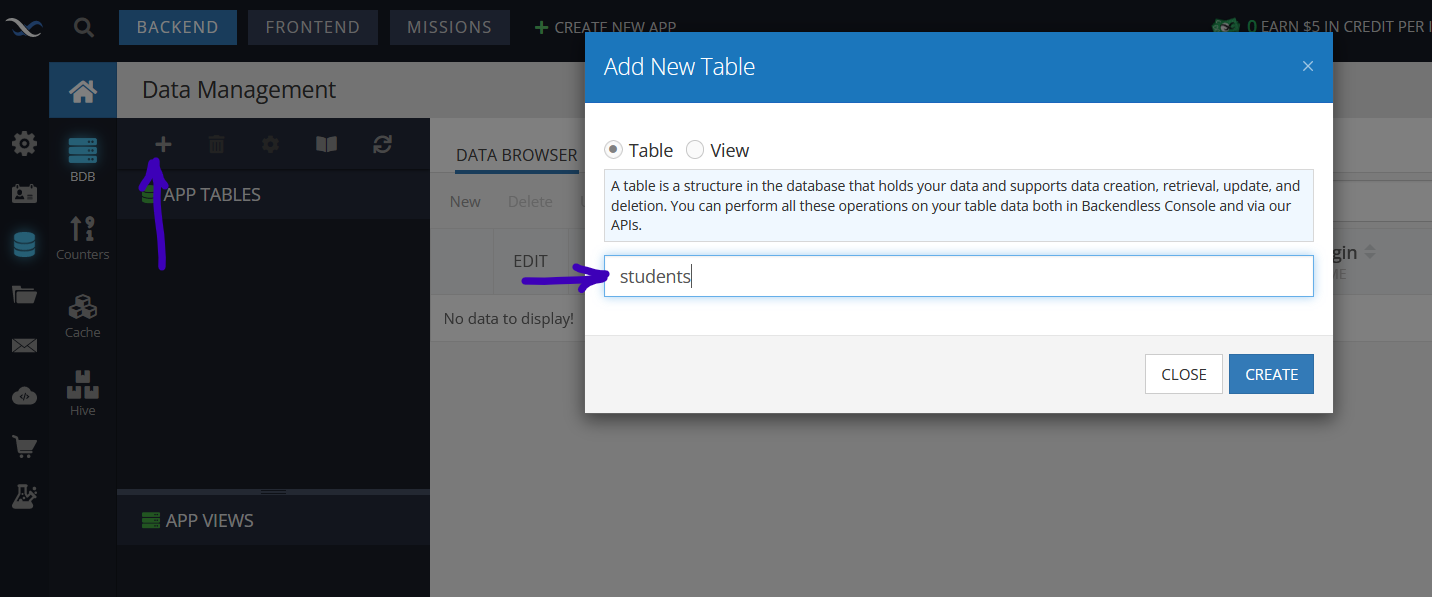 BACKEND FRONTEND MISSIONS CREATE NEW APP 0 EARN $5 IN CREDIT PER
Data Management
Add New Table
×
BDB
Counters
Cache
Hive
APP TABLES
APP VIEWS
DATA BROWSER
New Delete
EDIT
No data to display!
Table View
A table is a structure in the database that holds your data and supports data creation, retrieval, update, and
deletion. You can perform all these operations on your table data both in Backendless Console and via our
APIs.
students
CLOSE CREATE